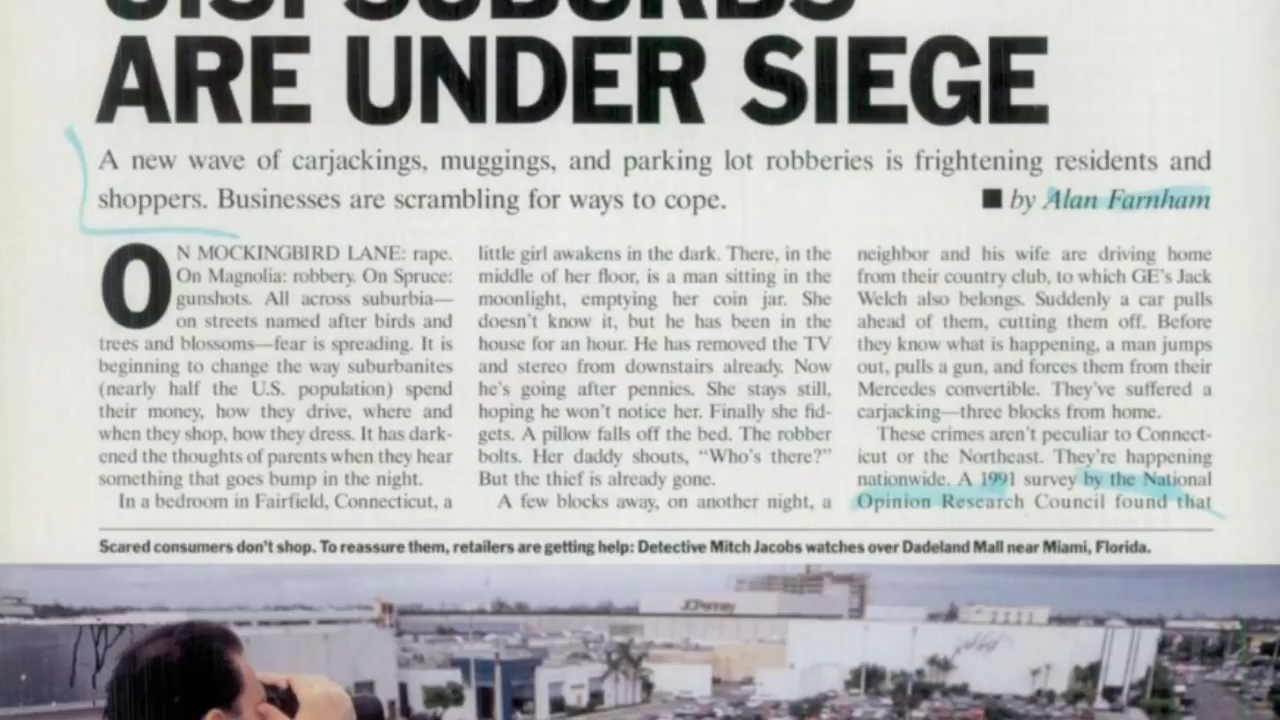 U.S. SUBURBS
ARE UNDER SIEGE
A new wave of carjackings, muggings, and parking lot robberies is frightening residents and
shoppers. Businesses are scrambling for ways to cope.
■ by Alan Farnham
ON MOCKINGBIRD LANE: rape.
On Magnolia: robbery. On Spruce:
gunshots. All across suburbia—
on streets named after birds and
trees and blossoms—fear is spreading. It is
beginning to change the way suburbanites
(nearly half the U.S. population) spend
their money, how they drive, where and
when they shop, how they dress. It has dark-
ened the thoughts of parents when they hear
something that goes bump in the night.
In a bedroom in Fairfield, Connecticut, a
little girl awakens in the dark. There, in the
middle of her floor, is a man sitting in the
moonlight, emptying her coin jar. She
doesn't know it, but he has been in the
house for an hour. He has removed the TV
and stereo from downstairs already. Now
he's going after pennies. She stays still,
hoping he won't notice her. Finally she fid-
gets. A pillow falls off the bed. The robber
bolts. Her daddy shouts, "Who's there?"
But the thief is already gone.
A few blocks away, on another night, a
neighbor and his wife are driving home
from their country club, to which GE's Jack
Welch also belongs. Suddenly a car pulls
ahead of them, cutting them off. Before
they know what is happening, a man jumps
out, pulls a gun, and forces them from their
Mercedes convertible. They've suffered a
carjacking—three blocks from home.
These crimes aren't peculiar to Connect-
icut or the Northeast. They're happening
nationwide. A 1991 survey by the National
Opinion Research Council found that
Scared consumers don't shop. To reassure them, retailers are getting help: Detective Mitch Jacobs watches over Dadeland Mall near Miami, Florida.
JCPenney